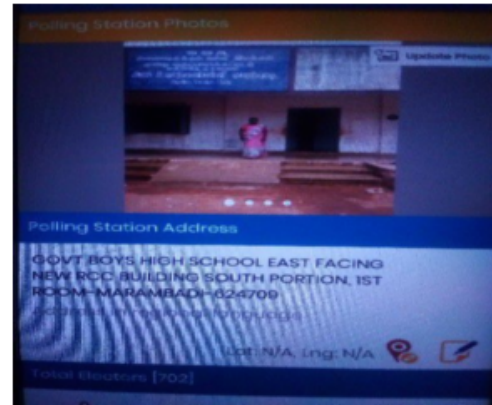 Polling Station Photos
Update Photo
Polling Station Address
GOVT BOYS HIGH SCHOOL EAST FACING
NEW RCC BUILDING SOUTH PORTION, 1ST
ROOM-MARAMBADI-624709
Lat: N/A, Lng: N/A
Total Electors [702]